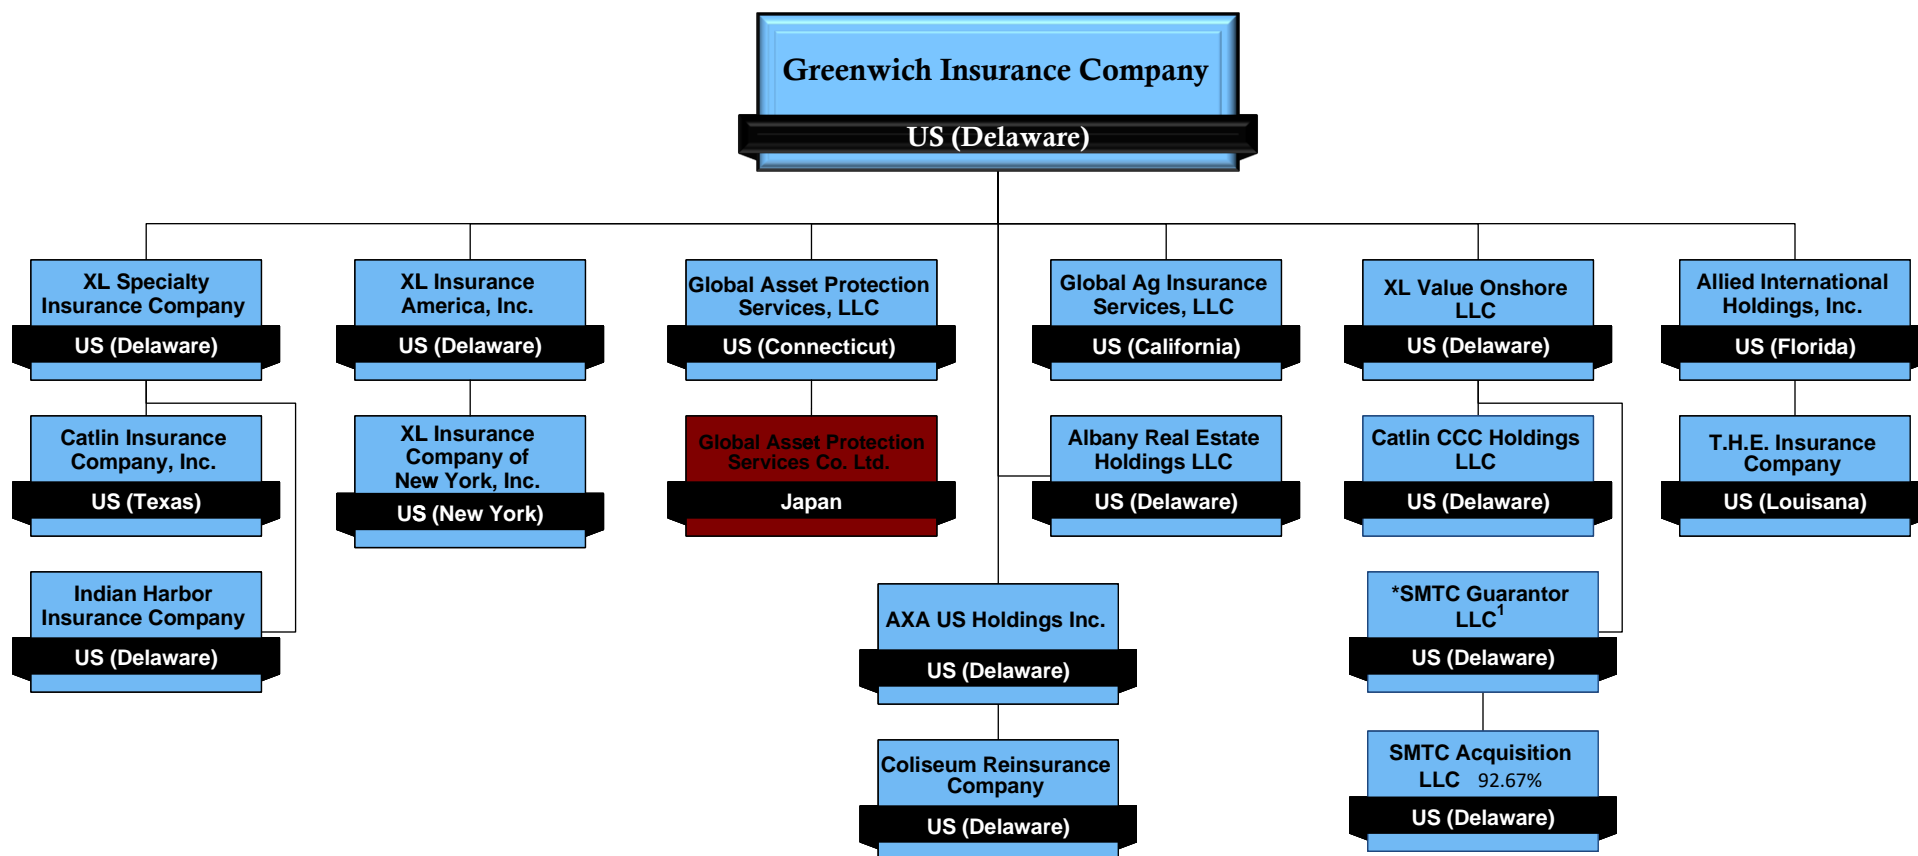 Greenwich Insurance Company
US (Delaware)
XL Specialty
Insurance Company
US (Delaware)
XL Insurance
America, Inc.
US (Delaware)
Global Asset Protection
Services, LLC
US (Connecticut)
Global Ag Insurance
Services, LLC
US (California)
XL Value Onshore
LLC
US (Delaware)
Allied International
Holdings, Inc.
US (Florida)
Catlin Insurance
Company, Inc.
US (Texas)
XL Insurance
Company of
New York, Inc.
US (New York)
Global Asset Protection
Services Co. Ltd.
Japan
Albany Real Estate
Holdings LLC
US (Delaware)
Catlin CCC Holdings
LLC
US (Delaware)
T.H.E. Insurance
Company
US (Louisana)
Indian Harbor
Insurance Company
US (Delaware)
AXA US Holdings Inc.
US (Delaware)
*SMTC Guarantor
LLC¹
US (Delaware)
Coliseum Reinsurance
Company
US (Delaware)
SMTC Acquisition
LLC 92.67%
US (Delaware)